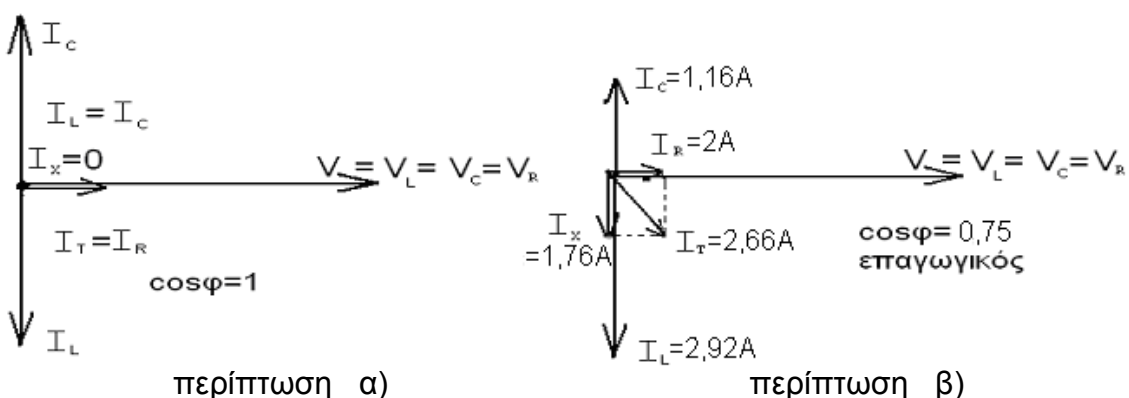 I_C
I_L = I_C
I_X=0
V = V_L = V_C = V_R
I_T = I_R
cosφ=1
I_L
περίπτωση α)
I_C=1,16A
I_R=2A
V = V_L = V_C = V_R
I_X
=1,76A
I_T=2,66A
cosφ= 0,75
επαγωγικός
I_L=2,92A
περίπτωση β)